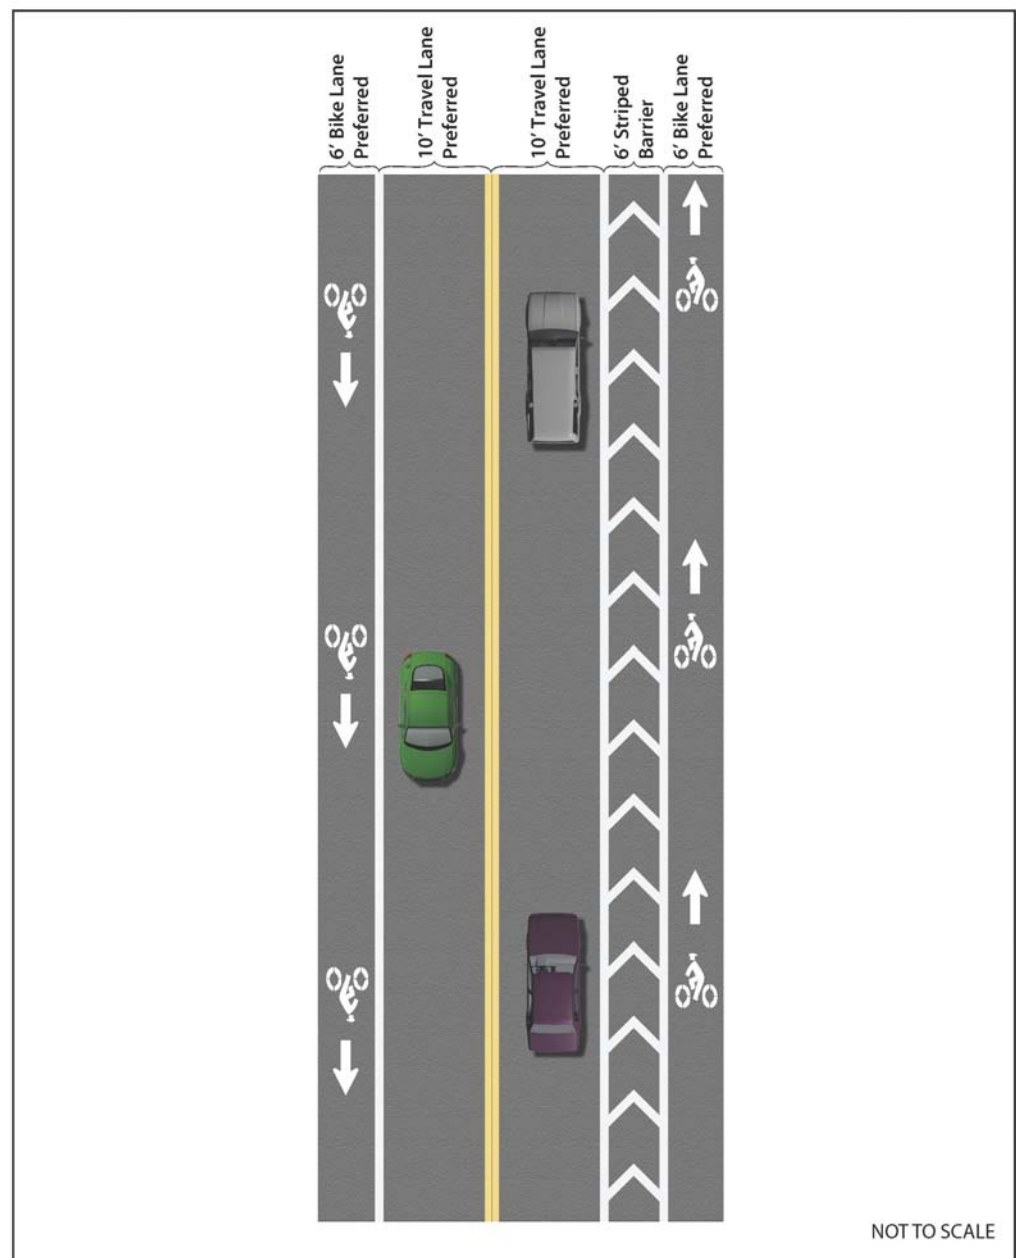 6’ Bike Lane
Preferred
10’ Travel Lane
Preferred
10’ Travel Lane
Preferred
6’ Striped
Barrier
6’ Bike Lane
Preferred
NOT TO SCALE